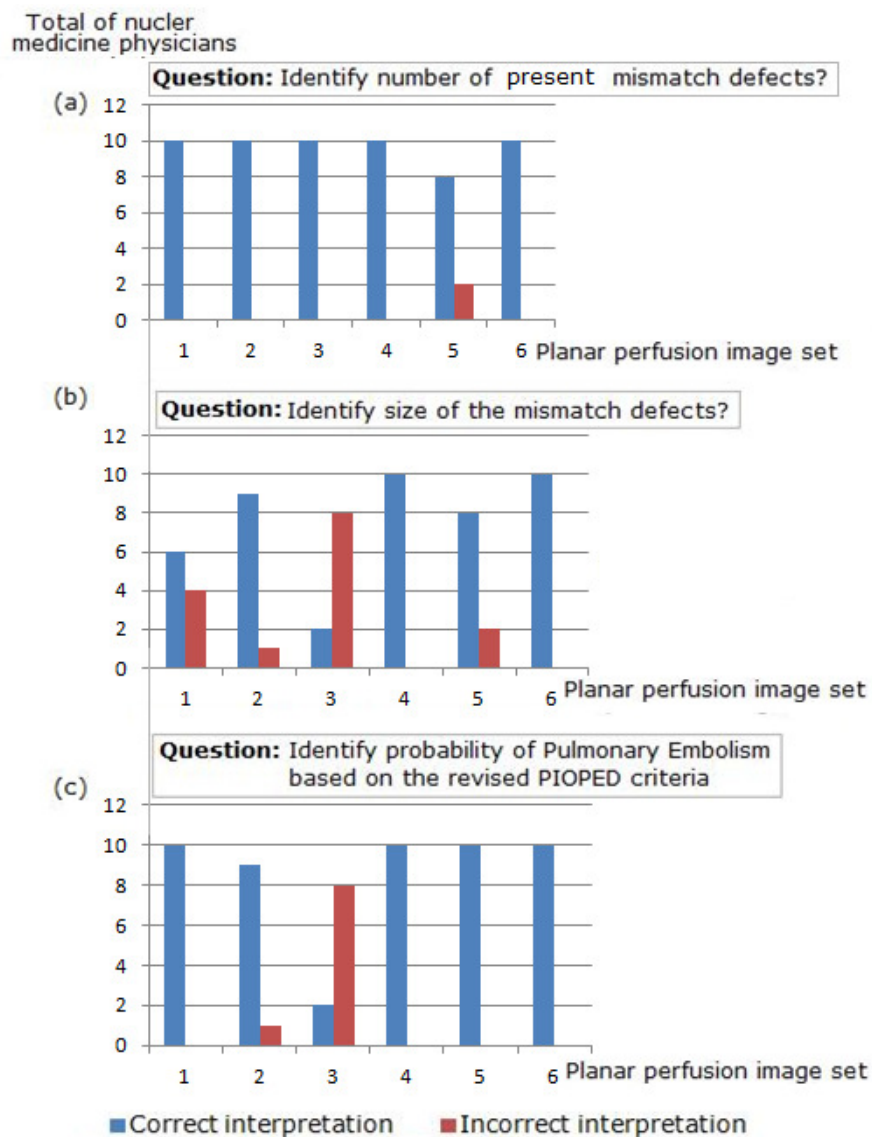 Total of nucler
medicine physicians
Question: Identify number of present mismatch defects?
(a)
12
10
8
6
4
2
0
1 2 3 4 5 6 Planar perfusion image set
(b)
Question: Identify size of the mismatch defects?
12
10
8
6
4
2
0
1 2 3 4 5 6 Planar perfusion image set
Question: Identify probability of Pulmonary Embolism
based on the revised PIOPED criteria
(c)
12
10
8
6
4
2
0
1 2 3 4 5 6 Planar perfusion image set
Correct interpretation Incorrect interpretation